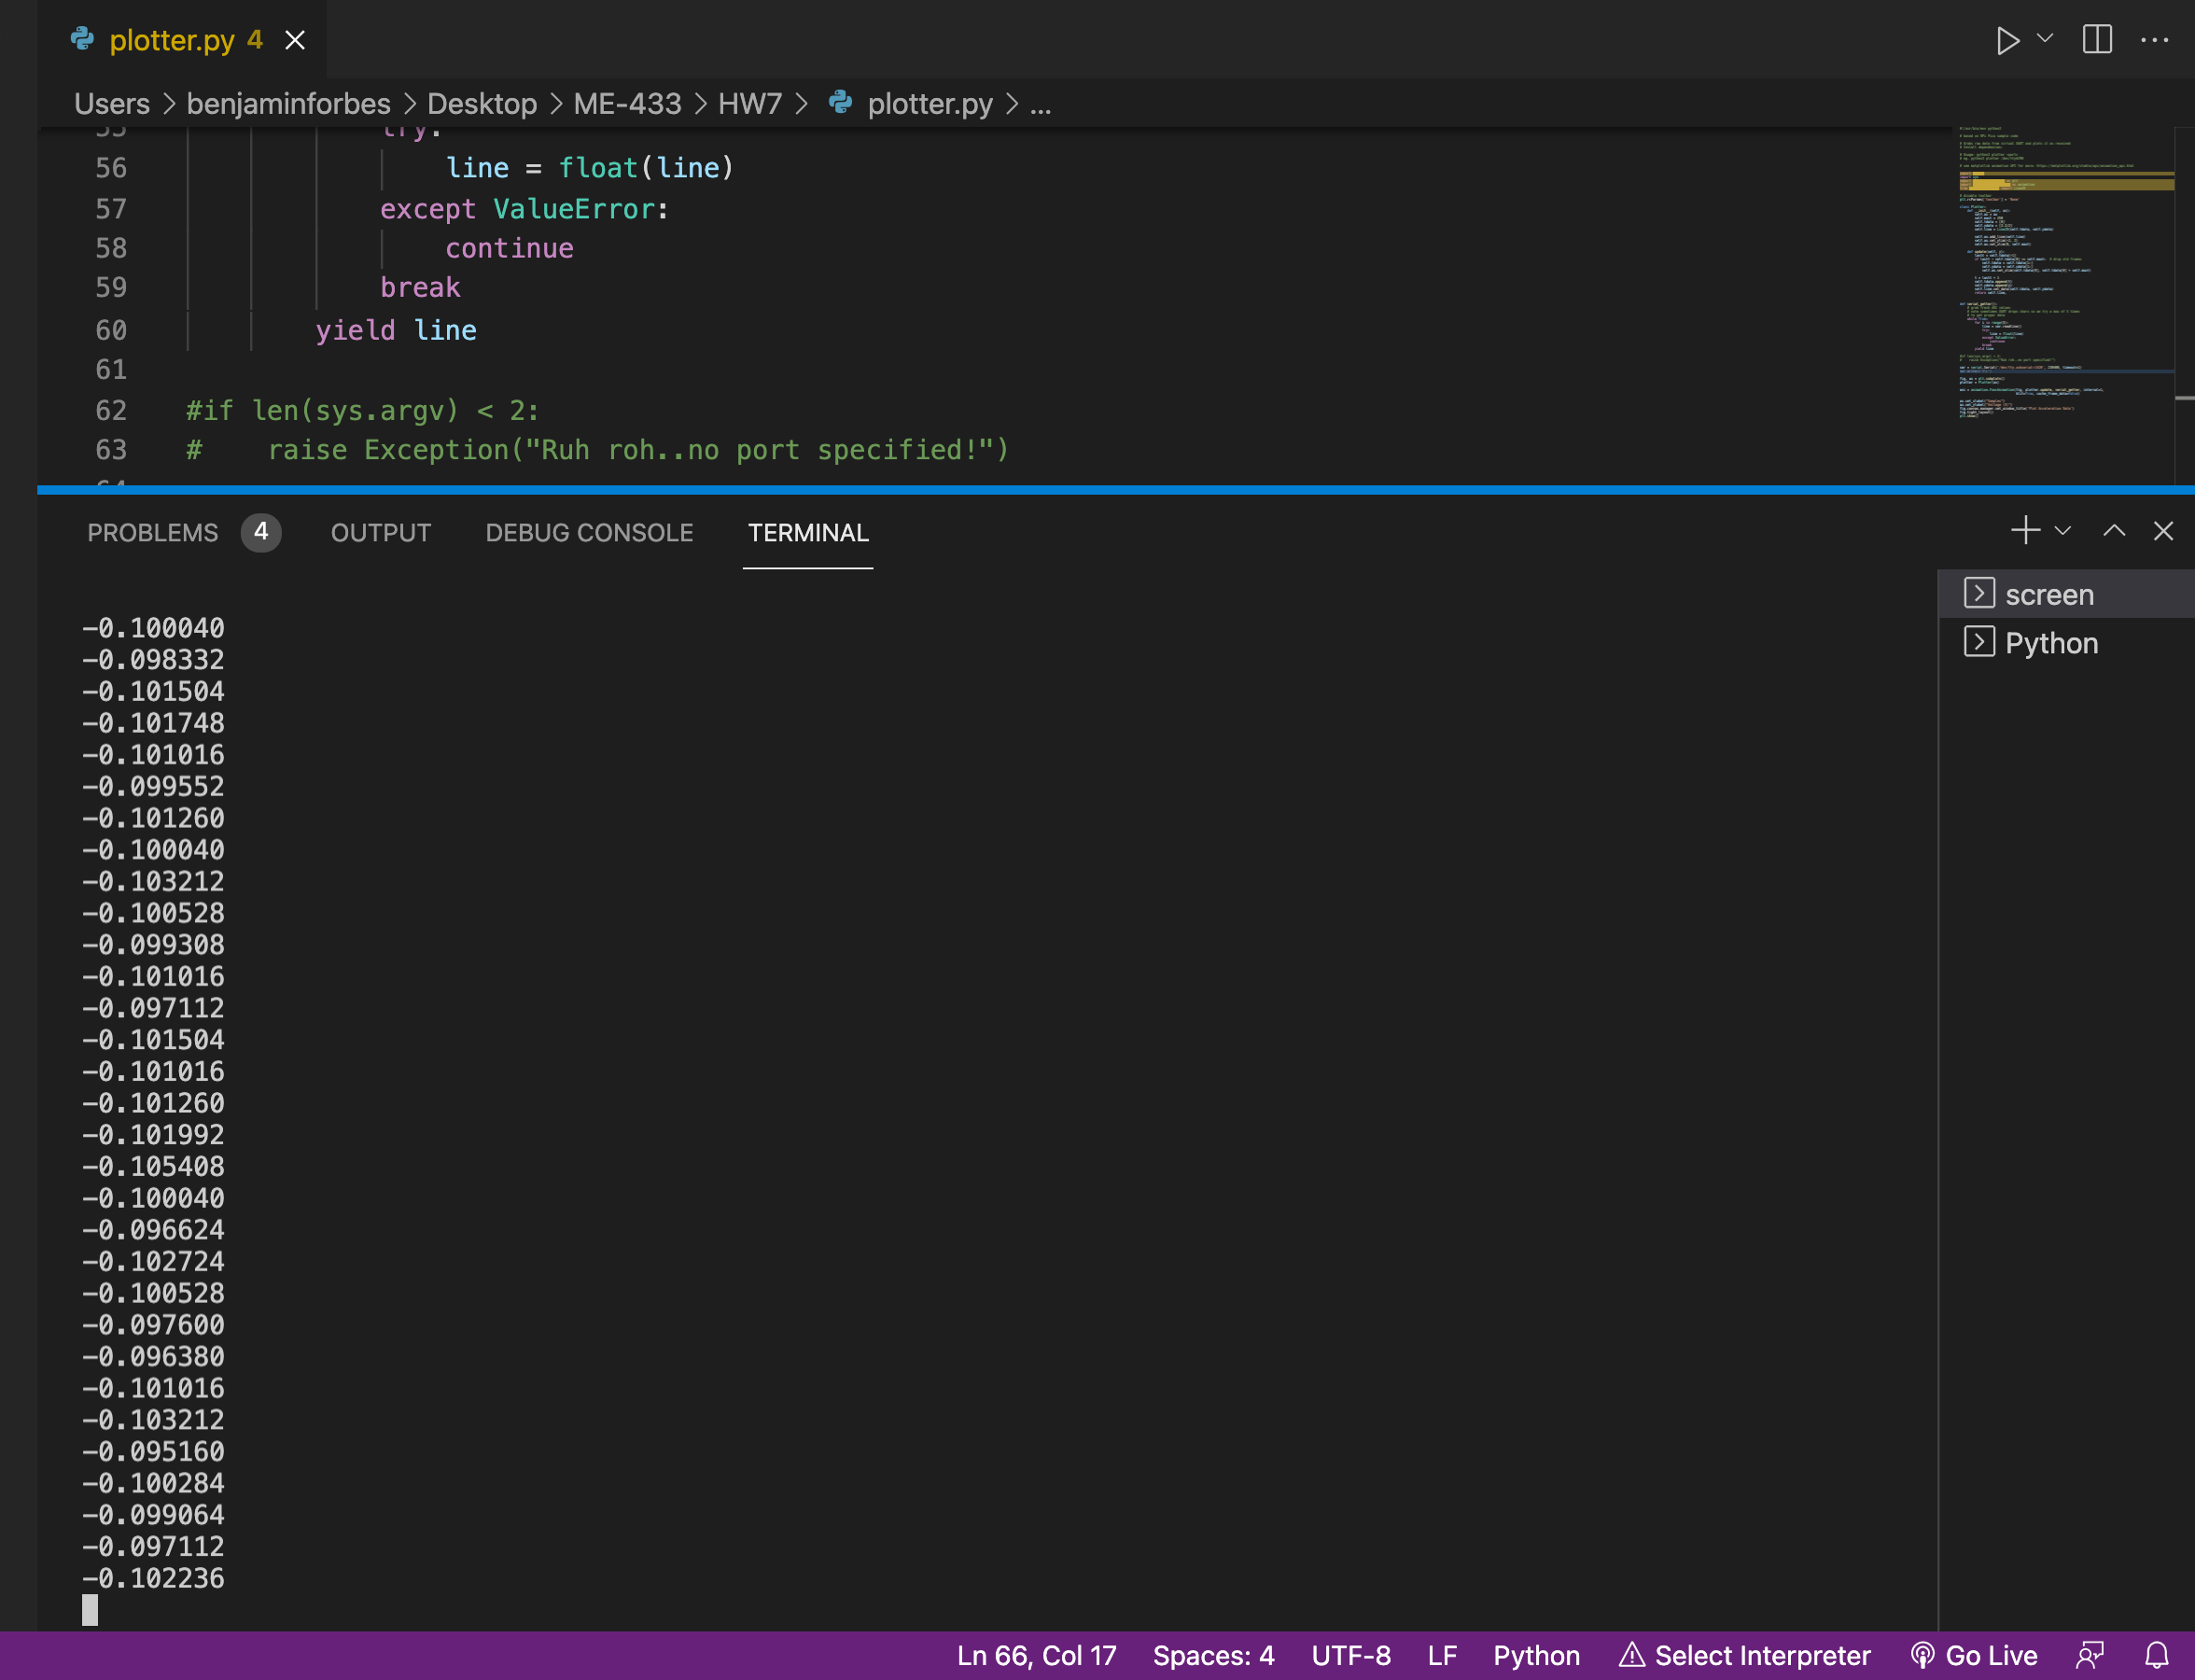 plotter.py 4
Users > benjaminforbes > Desktop > ME-433 > HW7 > plotter.py > ...
55 try:
56 line = float(line)
57 except ValueError:
58 continue
59 break
60 yield line
61
62 #if len(sys.argv) < 2:
63 #    raise Exception("Ruh roh..no port specified!")
64
PROBLEMS 4 OUTPUT DEBUG CONSOLE TERMINAL
screen
Python
-0.100040
-0.098332
-0.101504
-0.101748
-0.101016
-0.099552
-0.101260
-0.100040
-0.103212
-0.100528
-0.099308
-0.101016
-0.097112
-0.101504
-0.101016
-0.101260
-0.101992
-0.105408
-0.100040
-0.096624
-0.102724
-0.100528
-0.097600
-0.096380
-0.101016
-0.103212
-0.095160
-0.100284
-0.099064
-0.097112
-0.102236
Ln 66, Col 17 Spaces: 4 UTF-8 LF Python Select Interpreter Go Live